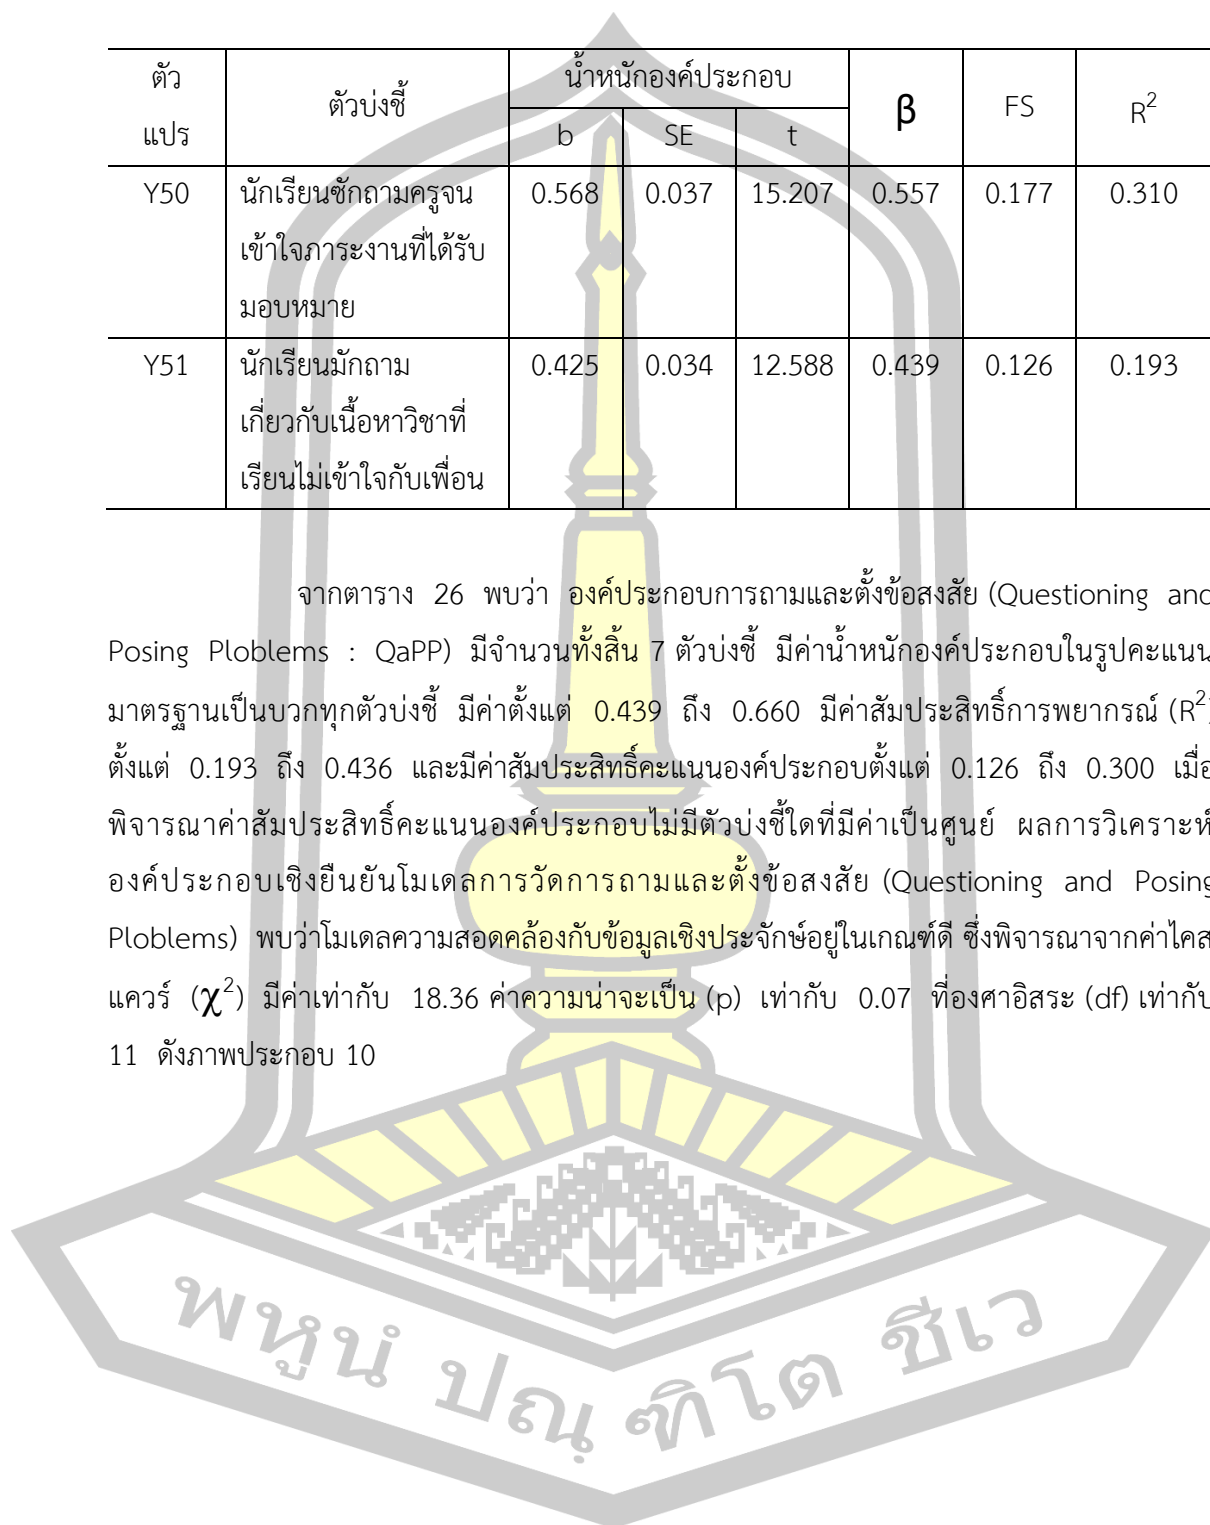 ตัว
แปร
ตัวบ่งชี้
น้ำหนักองค์ประกอบ
β
FS
R²
b
SE
t
Y50
นักเรียนซักถามครูจน
เข้าใจภาระงานที่ได้รับ
มอบหมาย
0.568
0.037
15.207
0.557
0.177
0.310
Y51
นักเรียนมักถาม
เกี่ยวกับเนื้อหาวิชาที่
เรียนไม่เข้าใจกับเพื่อน
0.425
0.034
12.588
0.439
0.126
0.193
จากตาราง 26 พบว่า องค์ประกอบการถามและตั้งข้อสงสัย (Questioning and
Posing Ploblems : QaPP) มีจำนวนทั้งสิ้น 7 ตัวบ่งชี้ มีค่าน้ำหนักองค์ประกอบในรูปคะแนน
มาตรฐานเป็นบวกทุกตัวบ่งชี้ มีค่าตั้งแต่ 0.439 ถึง 0.660 มีค่าสัมประสิทธิ์การพยากรณ์ (R²)
ตั้งแต่ 0.193 ถึง 0.436 และมีค่าสัมประสิทธิ์คะแนนองค์ประกอบตั้งแต่ 0.126 ถึง 0.300 เมื่อ
พิจารณาค่าสัมประสิทธิ์คะแนนองค์ประกอบไม่มีตัวบ่งชี้ใดที่มีค่าเป็นศูนย์ ผลการวิเคราะห์
องค์ประกอบเชิงยืนยันโมเดลการวัดการถามและตั้งข้อสงสัย (Questioning and Posing
Ploblems) พบว่าโมเดลความสอดคล้องกับข้อมูลเชิงประจักษ์อยู่ในเกณฑ์ดี ซึ่งพิจารณาจากค่าไคส
แควร์ (χ²) มีค่าเท่ากับ 18.36 ค่าความน่าจะเป็น (p) เท่ากับ 0.07 ที่องศาอิสระ (df) เท่ากับ
11 ดังภาพประกอบ 10
พหูนํ ปณฺฑิโต ชีเว